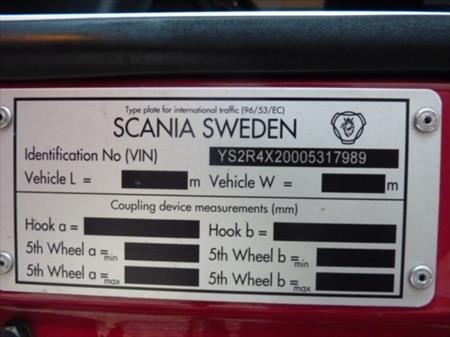 Type plate for international traffic (96/53/EC)
SCANIA SWEDEN
Identification No (VIN) YS2R4X20005317989
Vehicle L = m Vehicle W = m
Coupling device measurements (mm)
Hook a = Hook b =
5th Wheel a =min 5th Wheel b =min
5th Wheel a =max 5th Wheel b =max